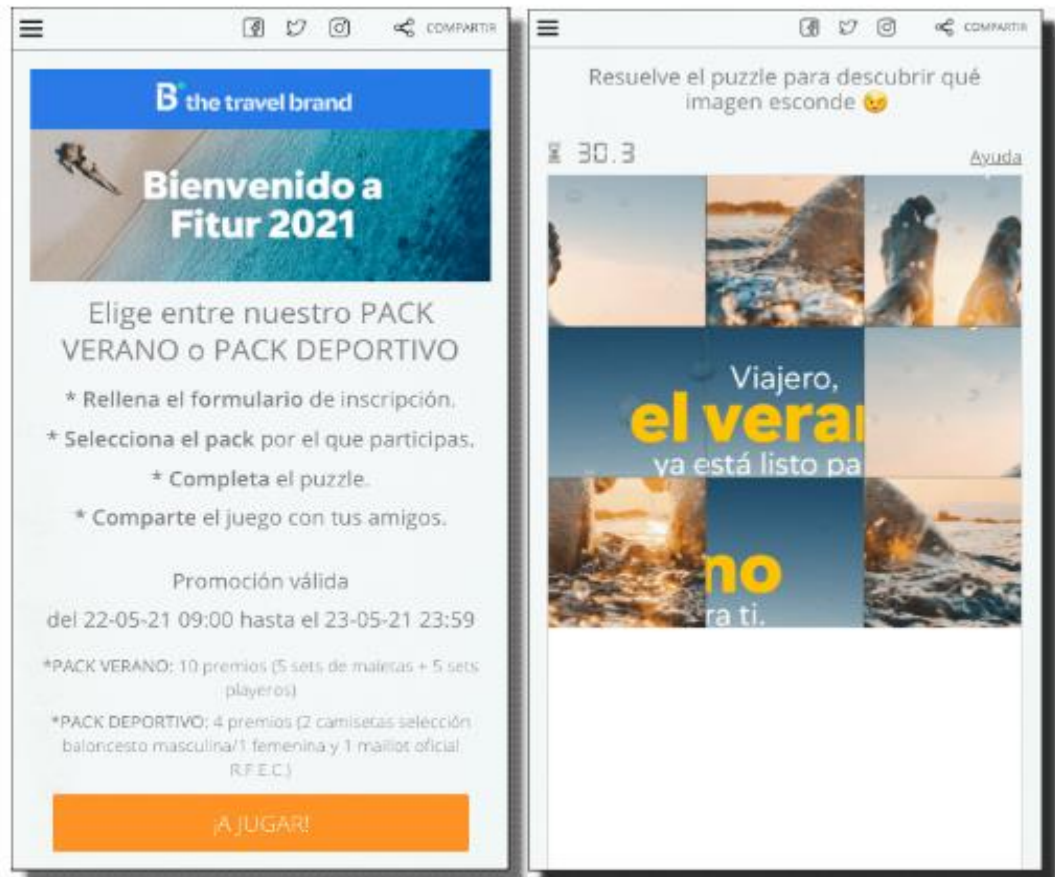 COMPARTIR
B the travel brand
Bienvenido a
Fitur 2021
Elige entre nuestro PACK
VERANO o PACK DEPORTIVO
* Rellena el formulario de inscripción.
* Selecciona el pack por el que participas.
* Completa el puzzle.
* Comparte el juego con tus amigos.
Promoción válida
del 22-05-21 09:00 hasta el 23-05-21 23:59
*PACK VERANO: 10 premios (5 sets de maletas + 5 sets
playeros)
*PACK DEPORTIVO: 4 premios (2 camisetas selección
baloncesto masculina/1 femenina y 1 maillot oficial
R.F.E.C.)
¡A JUGAR!
COMPARTIR
Resuelve el puzzle para descubrir qué
imagen esconde
30.3
Ayuda
Viajero,
el vera
ya está listo pa
no
ra ti.